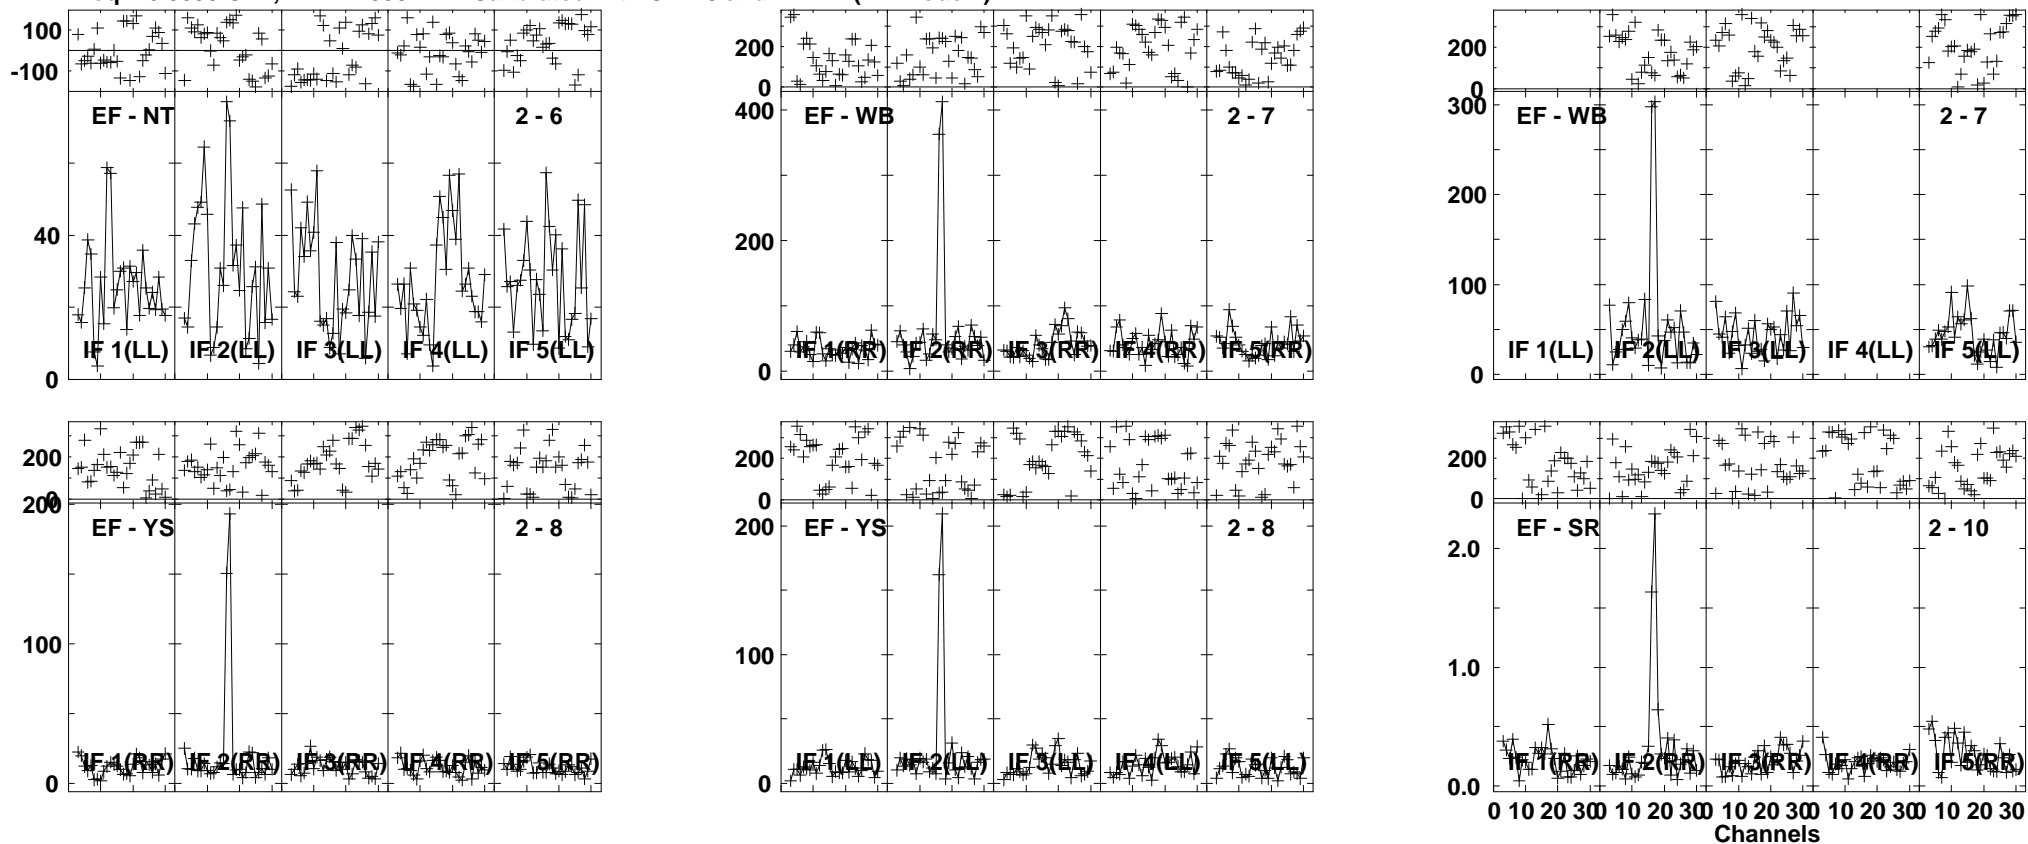 100
-100
EF - NT
2 - 6
40
0
IF 1(LL)
IF 2(LL)
IF 3(LL)
IF 4(LL)
IF 5(LL)
200
0
EF - WB
2 - 7
400
200
0
IF 1(RR)
IF 2(RR)
IF 3(RR)
IF 4(RR)
IF 5(RR)
200
0
EF - WB
2 - 7
300
200
100
0
IF 1(LL)
IF 2(LL)
IF 3(LL)
IF 4(LL)
IF 5(LL)
200
0
EF - YS
2 - 8
200
100
0
IF 1(RR)
IF 2(RR)
IF 3(RR)
IF 4(RR)
IF 5(RR)
200
0
EF - YS
2 - 8
200
100
0
IF 1(LL)
IF 2(LL)
IF 3(LL)
IF 4(LL)
IF 5(LL)
200
0
EF - SR
2 - 10
2.0
1.0
0.0
IF 1(RR)
IF 2(RR)
IF 3(RR)
IF 4(RR)
IF 5(RR)
0 10 20 30 0 10 20 30 0 10 20 30 0 10 20 30 0 10 20 30
Channels